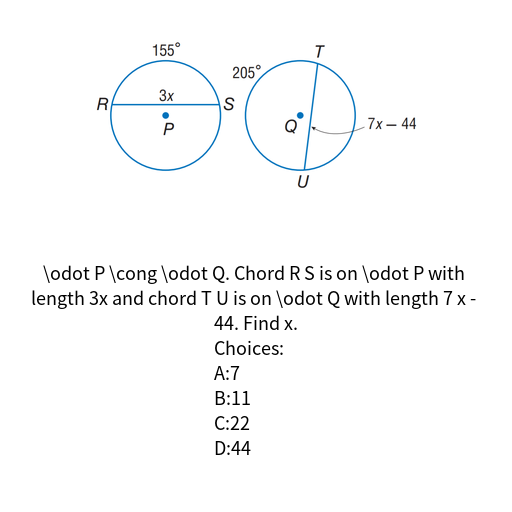 155°
T
205°
R
3x
S
P
Q
7x – 44
U
\odot P \cong \odot Q. Chord R S is on \odot P with
length 3x and chord T U is on \odot Q with length 7 x -
44. Find x.
Choices:
A:7
B:11
C:22
D:44